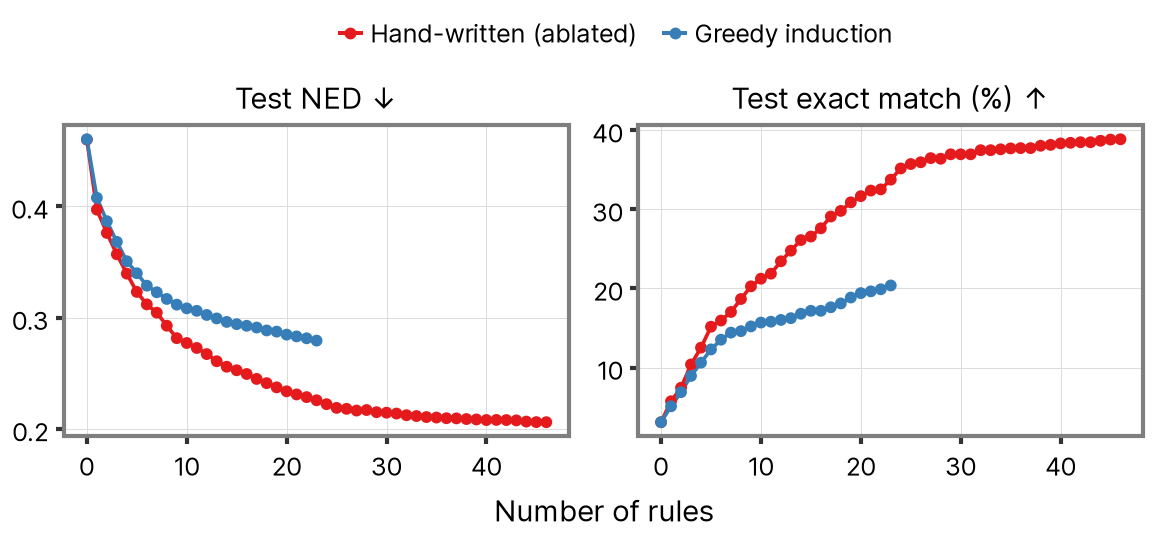 Hand-written (ablated) Greedy induction
Test NED ↓
Test exact match (%) ↑
0.4
0.3
0.2
0 10 20 30 40
40
30
20
10
0 10 20 30 40
Number of rules